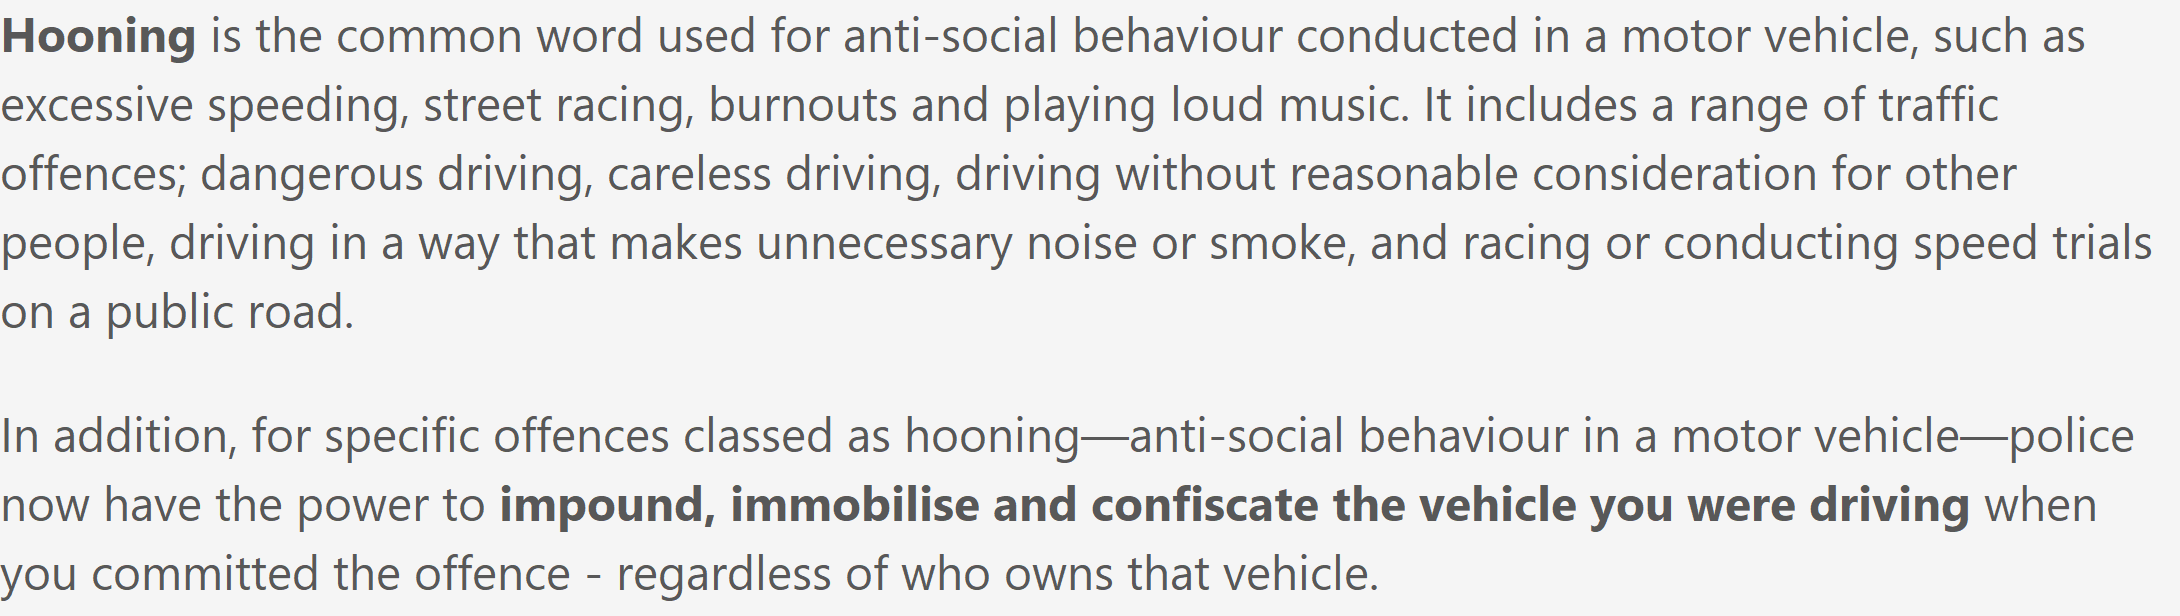 Hooning is the common word used for anti-social behaviour conducted in a motor vehicle, such as
excessive speeding, street racing, burnouts and playing loud music. It includes a range of traffic
offences; dangerous driving, careless driving, driving without reasonable consideration for other
people, driving in a way that makes unnecessary noise or smoke, and racing or conducting speed trials
on a public road.
In addition, for specific offences classed as hooning—anti-social behaviour in a motor vehicle—police
now have the power to impound, immobilise and confiscate the vehicle you were driving when
you committed the offence - regardless of who owns that vehicle.